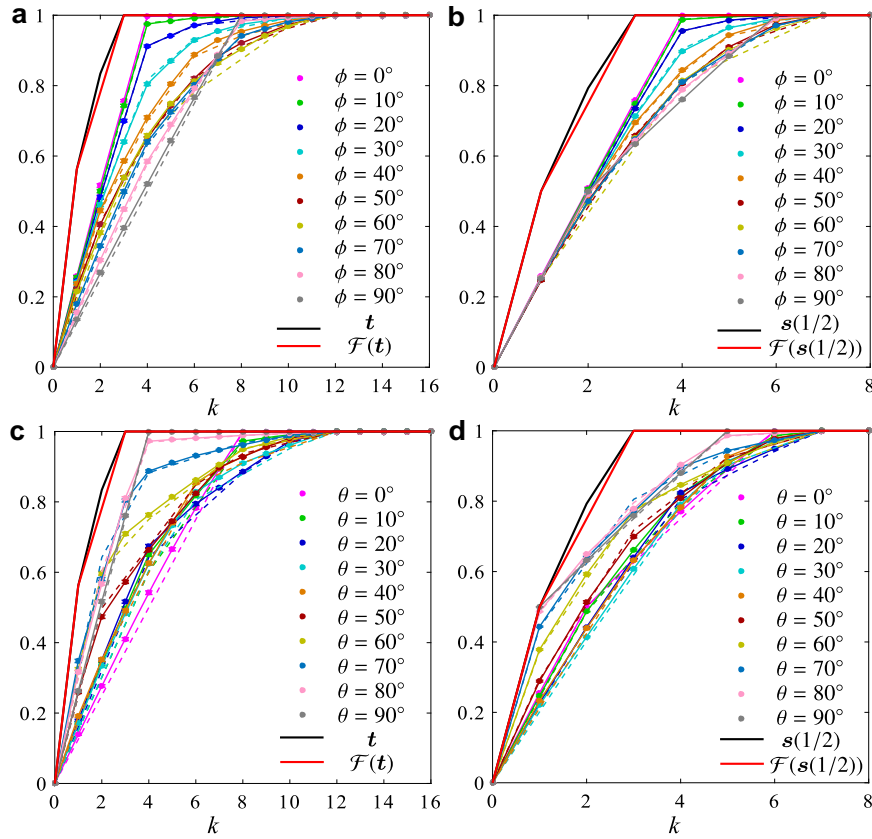 a
1
0.8
0.6
0.4
0.2
0
0 2 4 6 8 10 12 14 16
k
ϕ = 0°
ϕ = 10°
ϕ = 20°
ϕ = 30°
ϕ = 40°
ϕ = 50°
ϕ = 60°
ϕ = 70°
ϕ = 80°
ϕ = 90°
t
ℱ(t)
b
1
0.8
0.6
0.4
0.2
0
0 2 4 6 8
k
ϕ = 0°
ϕ = 10°
ϕ = 20°
ϕ = 30°
ϕ = 40°
ϕ = 50°
ϕ = 60°
ϕ = 70°
ϕ = 80°
ϕ = 90°
s(1/2)
ℱ(s(1/2))
c
1
0.8
0.6
0.4
0.2
0
0 2 4 6 8 10 12 14 16
k
θ = 0°
θ = 10°
θ = 20°
θ = 30°
θ = 40°
θ = 50°
θ = 60°
θ = 70°
θ = 80°
θ = 90°
t
ℱ(t)
d
1
0.8
0.6
0.4
0.2
0
0 2 4 6 8
k
θ = 0°
θ = 10°
θ = 20°
θ = 30°
θ = 40°
θ = 50°
θ = 60°
θ = 70°
θ = 80°
θ = 90°
s(1/2)
ℱ(s(1/2))